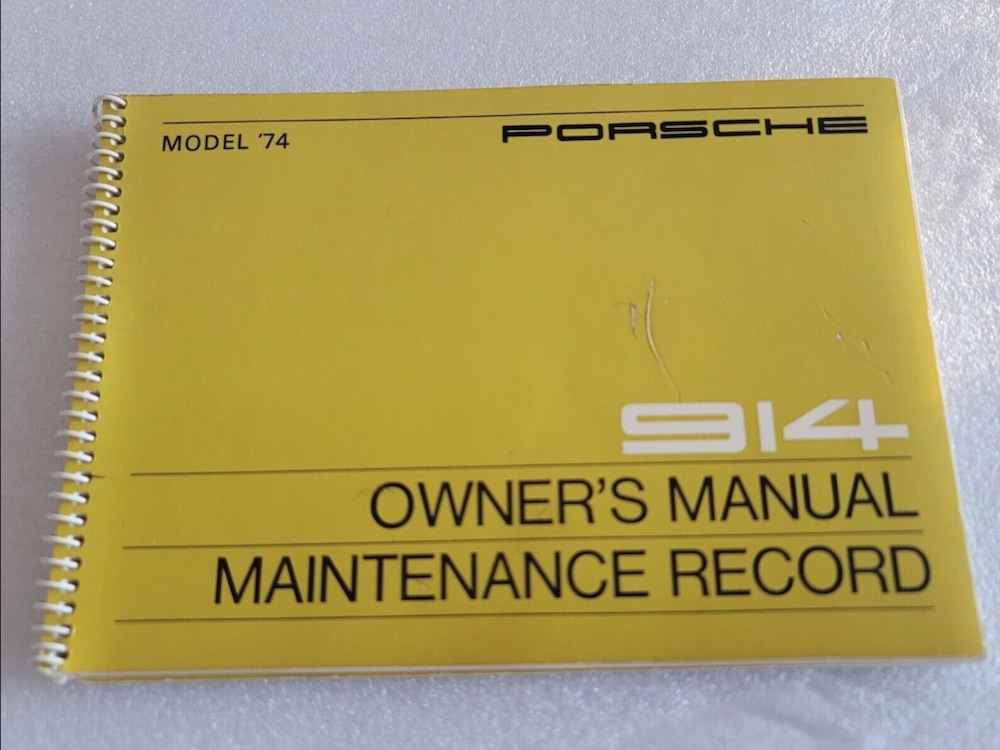 MODEL '74
PORSCHE
914
OWNER'S MANUAL
MAINTENANCE RECORD